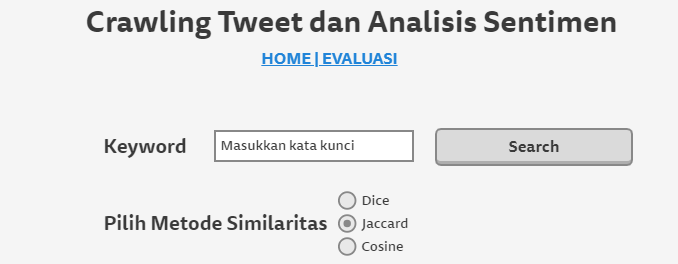 Crawling Tweet dan Analisis Sentimen
HOME | EVALUASI
Keyword Masukkan kata kunci Search
Dice
Pilih Metode Similaritas Jaccard
Cosine